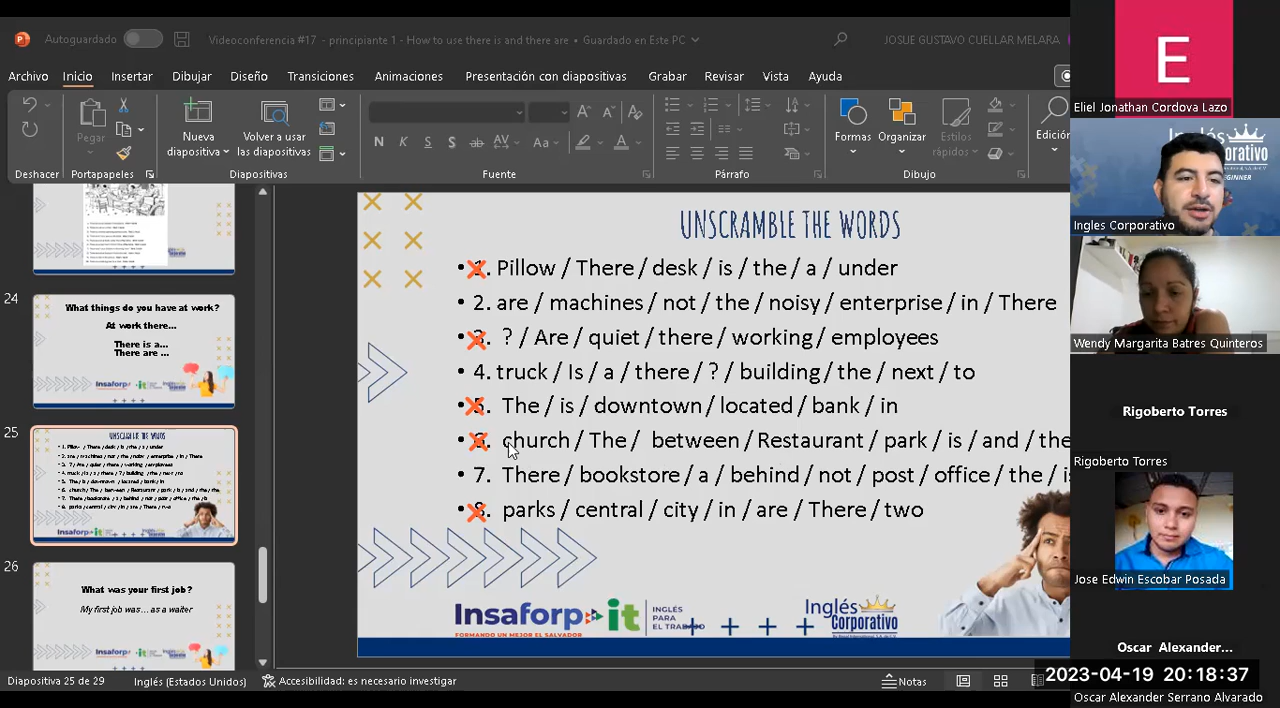 Autoguardado
Videoconferencia #17 - principiante 1 - How to use there is and there are • Guardado en Este PC
JOSUE GUSTAVO CUELLAR MELARA
Archivo Inicio Insertar Dibujar Diseño Transiciones Animaciones Presentación con diapositivas Grabar Revisar Vista Ayuda
Pegar
Nueva diapositiva
Volver a usar las diapositivas
N K S ab AV Aa A
Formas
Organizar
Estilos rápidos
Edición
Deshacer Portapapeles Diapositivas Fuente Párrafo Dibujo
24
What things do you have at work?
At work there...
There is a...
There are ...
25
26
What was your first job?
My first job was... as a waiter
UNSCRAMBLE THE WORDS
• 1. Pillow / There / desk / is / the / a / under
• 2. are / machines / not / the / noisy / enterprise / in / There
• 3. ? / Are / quiet / there / working / employees
• 4. truck / Is / a / there / ? / building / the / next / to
• 5. The / is / downtown / located / bank / in
• 6. church / The / between / Restaurant / park / is / and / the
• 7. There / bookstore / a / behind / not / post / office / the /
• 8. parks / central / city / in / are / There / two
Insaforp it
FORMANDO UN MEJOR EL SALVADOR
INGLÉS
PARA
EL TRABAJO
Inglés
Corporativo
Diapositiva 25 de 29
Inglés (Estados Unidos)
Accesibilidad: es necesario investigar
Notas
E
Eliel Jonathan Cordova Lazo
Ingles Corporativo
Wendy Margarita Batres Quinteros
Rigoberto Torres
Rigoberto Torres
Jose Edwin Escobar Posada
Oscar Alexander...
2023-04-19 20:18:37
Oscar Alexander Serrano Alvarado